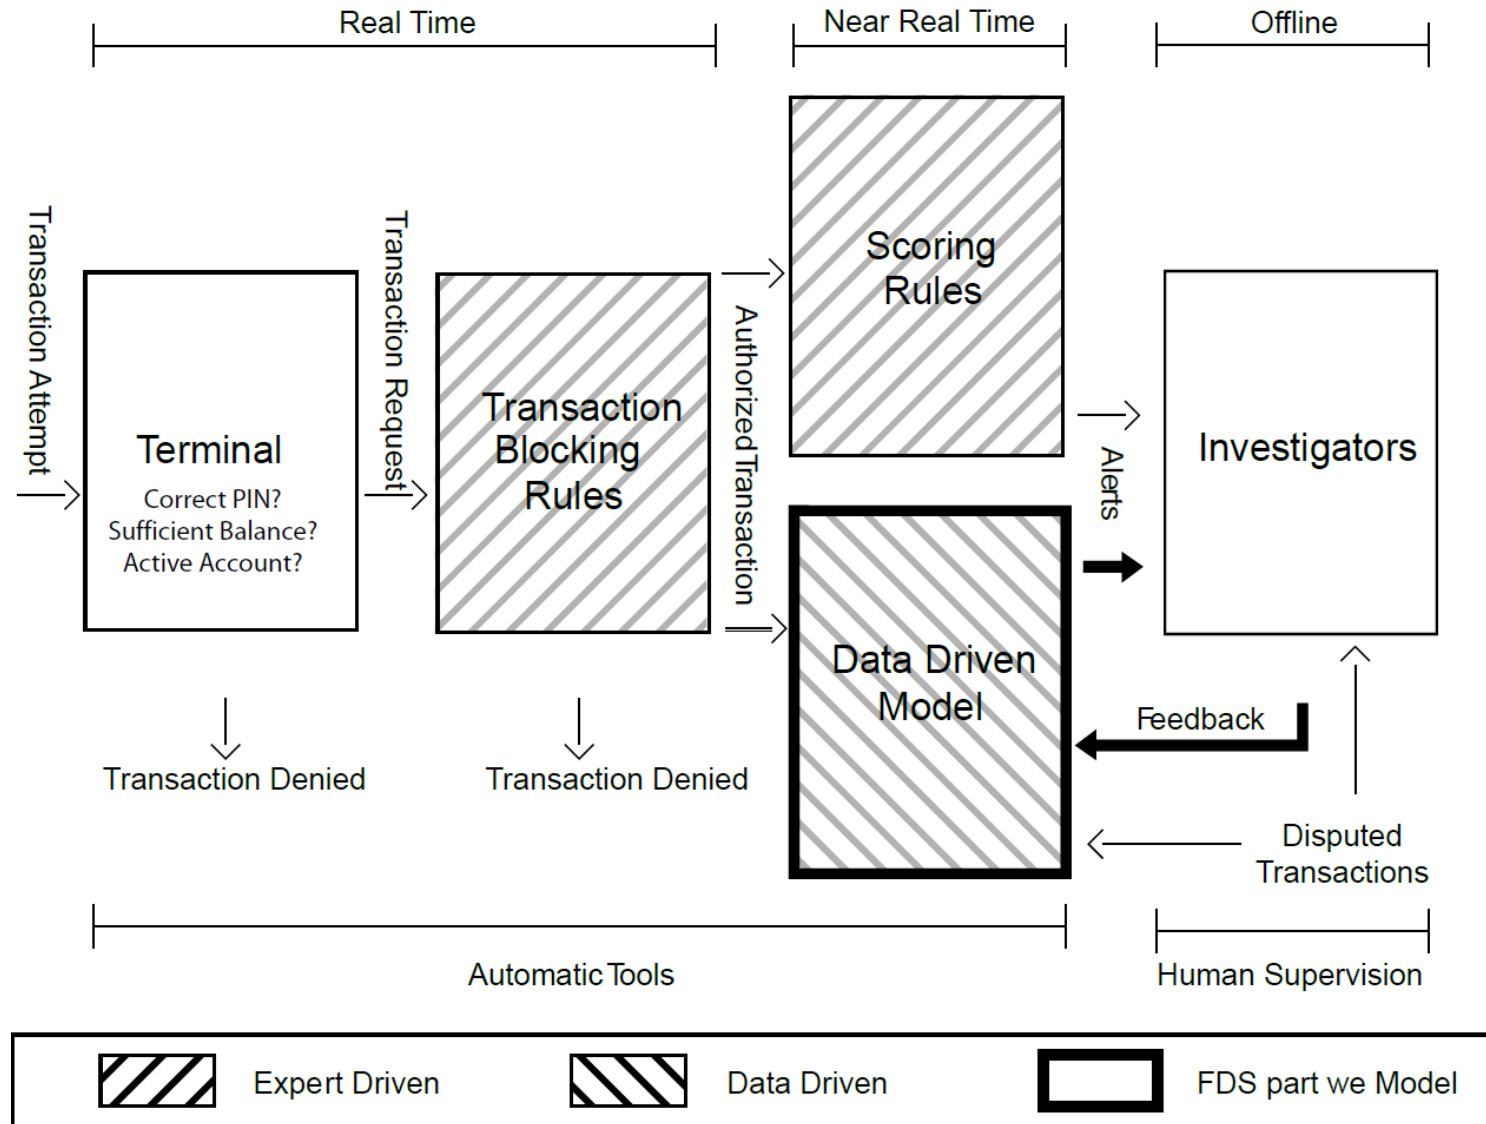 Real Time
Near Real Time
Offline
Transaction Attempt
Terminal
Correct PIN?
Sufficient Balance?
Active Account?
Transaction Request
Transaction
Blocking
Rules
Authorized Transaction
Scoring
Rules
Data Driven
Model
Alerts
Investigators
Feedback
Transaction Denied
Transaction Denied
Disputed
Transactions
Automatic Tools
Human Supervision
Expert Driven
Data Driven
FDS part we Model